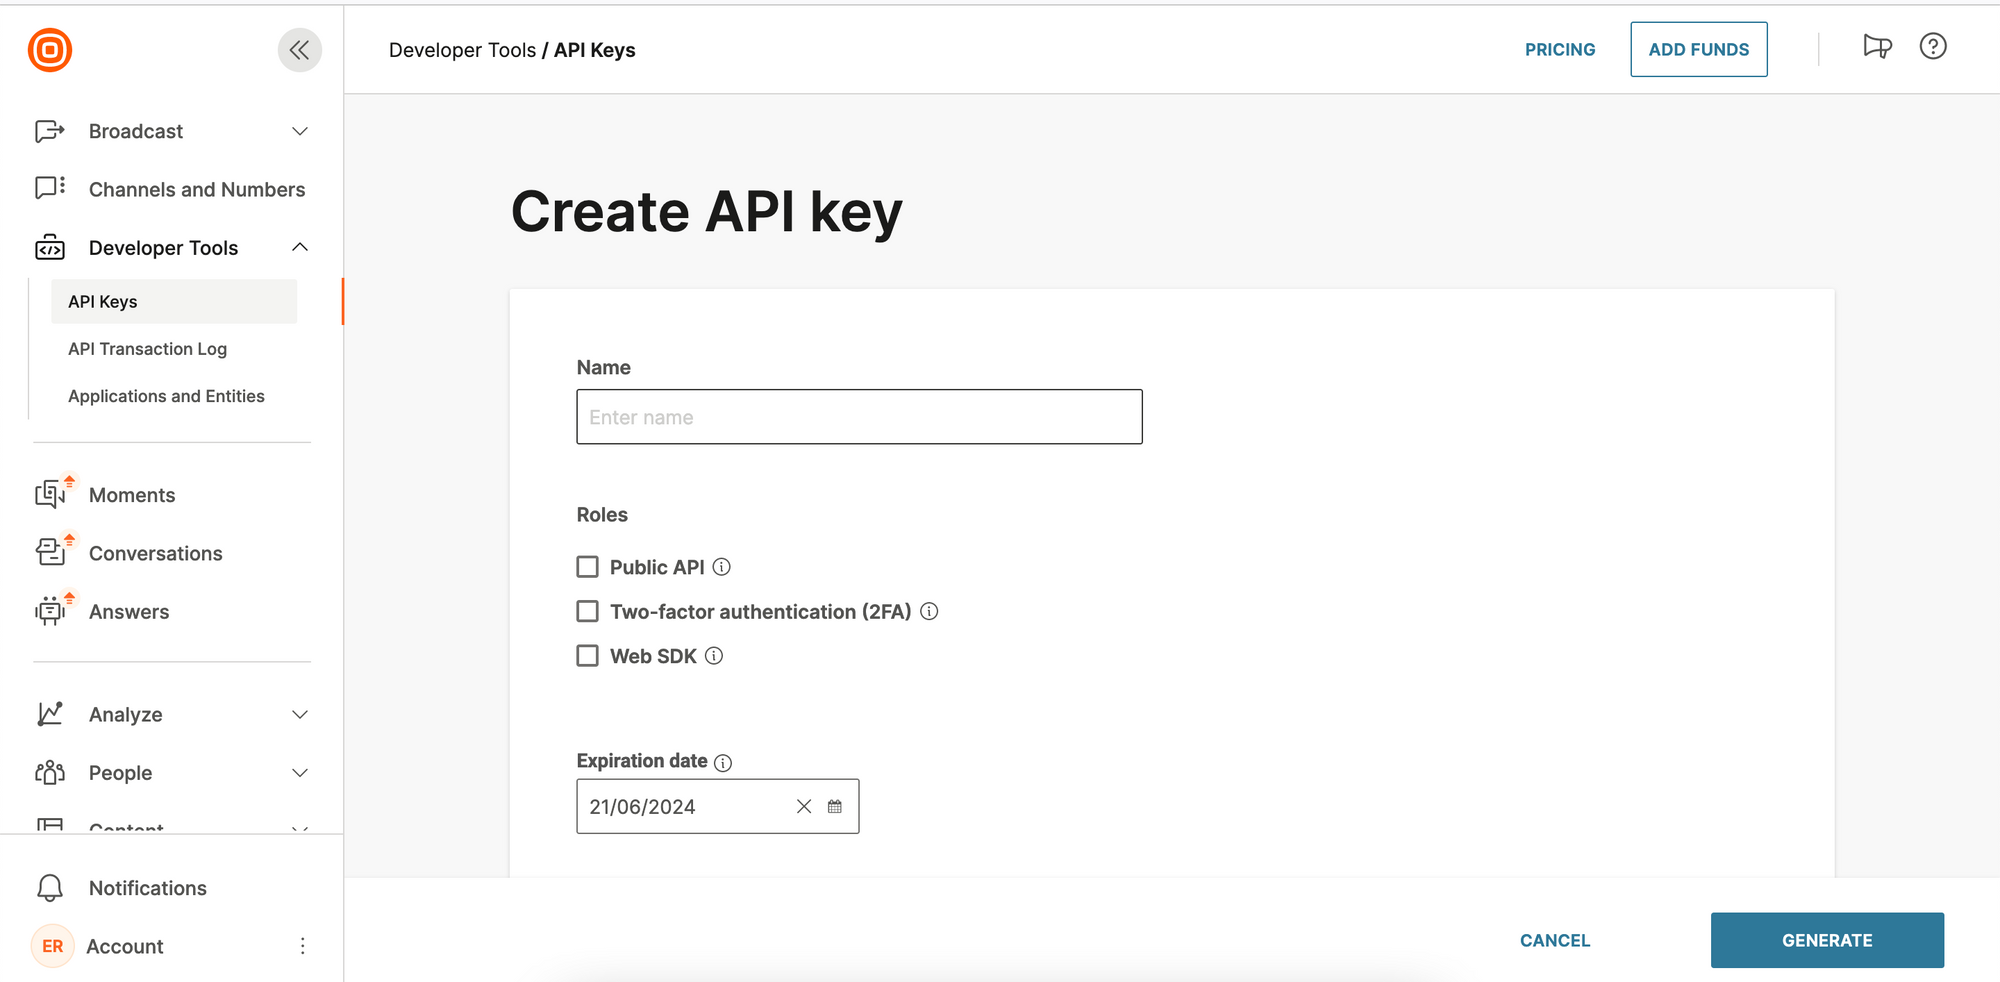 Developer Tools / API Keys
PRICING
ADD FUNDS
Broadcast
Channels and Numbers
Developer Tools
API Keys
API Transaction Log
Applications and Entities
Moments
Conversations
Answers
Analyze
People
Content
Notifications
ER
Account
Create API key
Name
Enter name
Roles
Public API
Two-factor authentication (2FA)
Web SDK
Expiration date
21/06/2024
CANCEL
GENERATE